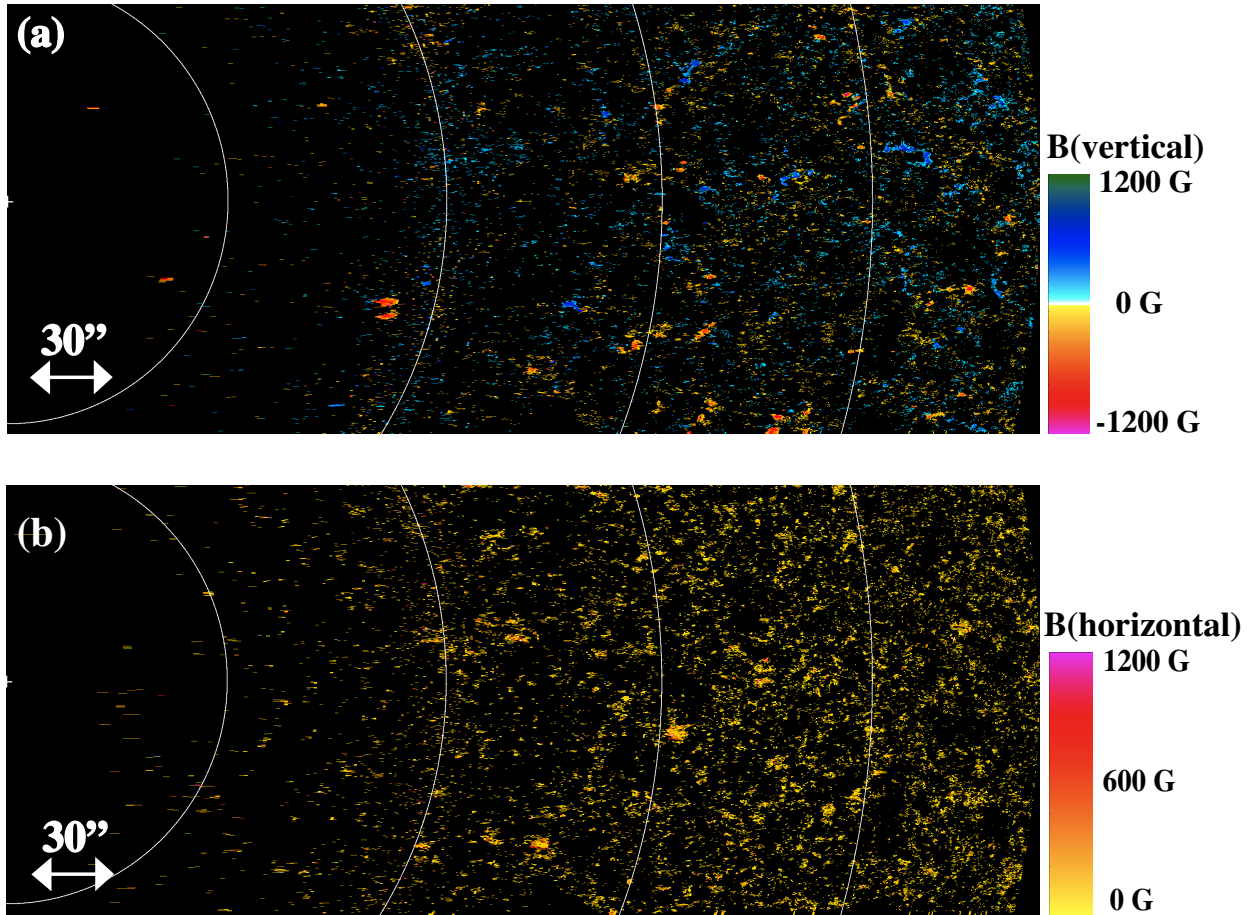 (a)
30”
B(vertical)
1200 G
0 G
-1200 G
(b)
30”
B(horizontal)
1200 G
600 G
0 G